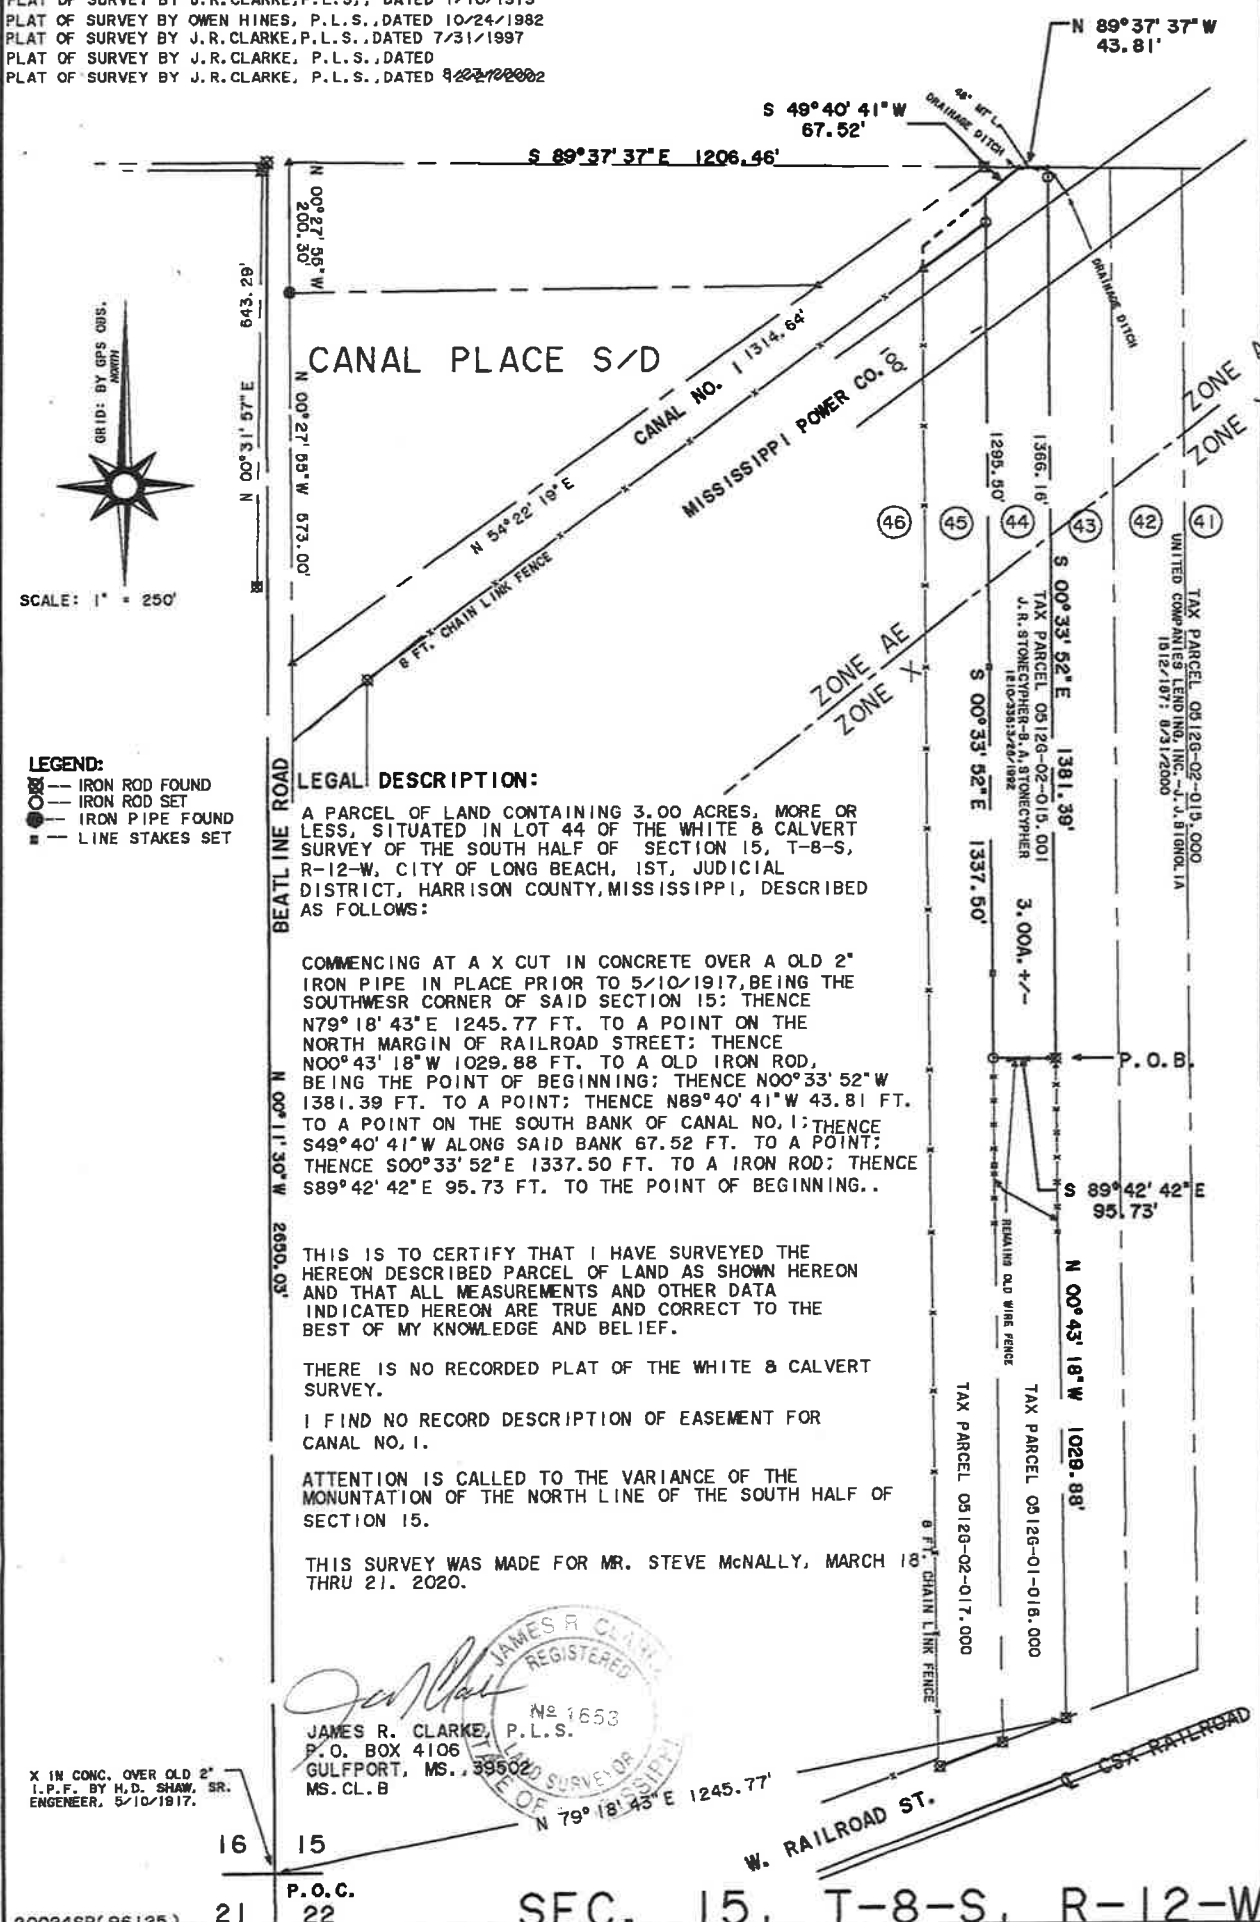 PLAT OF SURVEY BY OWEN HINES, P.L.S.,DATED 10/24/1982
PLAT OF SURVEY BY J.R.CLARKE,P.L.S.,DATED 7/31/1997
PLAT OF SURVEY BY J.R.CLARKE, P.L.S.,DATED
PLAT OF SURVEY BY J.R.CLARKE, P.L.S.,DATED
N 89°37'37"W
43.81'
S 49°40'41"W
67.52'
48" MT'L
DRAINAGE DITCH
S 89°37'37"E 1206.46'
N 00°27'55"W
200.30'
643.29'
N 00°31'57"E
GRID: BY GPS OBS.
NORTH
SCALE: 1" = 250'
CANAL PLACE S/D
N 00°27'55"W 573.00'
CANAL NO. 1 1314.64'
N 54°22'19"E
8 FT. CHAIN LINK FENCE
MISSISSIPPI POWER CO. 100'
DRAINAGE DITCH
ZONE
ZONE
1295.50'
1366.16'
46
45
44
43
42
41
ZONE AE
ZONE X
S 00°33'52"E 1337.50'
S 00°33'52"E 1381.39'
TAX PARCEL 0512G-02-015.001
J.R.STONECYPHER-B.A.STONECYPHER
3.00A.+/-
TAX PARCEL 0512G-02-015.000
UNITED COMPANIES LENDING, INC.-J.J.BIGNOLIA
1512/187; 8/31/2000
LEGEND:
-- IRON ROD FOUND
-- IRON ROD SET
-- IRON PIPE FOUND
-- LINE STAKES SET
BEATLINE ROAD
N 00°11'30"W 2650.03'
LEGAL DESCRIPTION:
A PARCEL OF LAND CONTAINING 3.00 ACRES, MORE OR
LESS, SITUATED IN LOT 44 OF THE WHITE & CALVERT
SURVEY OF THE SOUTH HALF OF SECTION 15, T-8-S,
R-12-W, CITY OF LONG BEACH, 1ST, JUDICIAL
DISTRICT, HARRISON COUNTY,MISSISSIPPI, DESCRIBED
AS FOLLOWS:
COMMENCING AT A X CUT IN CONCRETE OVER A OLD 2"
IRON PIPE IN PLACE PRIOR TO 5/10/1917,BEING THE
SOUTHWESR CORNER OF SAID SECTION 15; THENCE
N79°18'43"E 1245.77 FT. TO A POINT ON THE
NORTH MARGIN OF RAILROAD STREET; THENCE
N00°43'18"W 1029.88 FT. TO A OLD IRON ROD,
BEING THE POINT OF BEGINNING; THENCE N00°33'52"W
1381.39 FT. TO A POINT; THENCE N89°40'41"W 43.81 FT.
TO A POINT ON THE SOUTH BANK OF CANAL NO,1; THENCE
S49°40'41"W ALONG SAID BANK 67.52 FT. TO A POINT;
THENCE S00°33'52"E 1337.50 FT. TO A IRON ROD; THENCE
S89°42'42"E 95.73 FT. TO THE POINT OF BEGINNING..
THIS IS TO CERTIFY THAT I HAVE SURVEYED THE
HEREON DESCRIBED PARCEL OF LAND AS SHOWN HEREON
AND THAT ALL MEASUREMENTS AND OTHER DATA
INDICATED HEREON ARE TRUE AND CORRECT TO THE
BEST OF MY KNOWLEDGE AND BELIEF.
THERE IS NO RECORDED PLAT OF THE WHITE & CALVERT
SURVEY.
I FIND NO RECORD DESCRIPTION OF EASEMENT FOR
CANAL NO,1.
ATTENTION IS CALLED TO THE VARIANCE OF THE
MONUNTATION OF THE NORTH LINE OF THE SOUTH HALF OF
SECTION 15.
THIS SURVEY WAS MADE FOR MR. STEVE McNALLY, MARCH 18
THRU 21. 2020.
P.O.B.
S 89°42'42"E
95.73'
REMAINS OLD WIRE FENCE
N 00°43'18"W 1029.88'
TAX PARCEL 0512G-02-017.000
TAX PARCEL 0512G-01-016.000
8 FT. CHAIN LINK FENCE
JAMES R CLARKE
REGISTERED
No 1653
LAND SURVEYOR
STATE OF MISSISSIPPI
JAMES R. CLARKE, P.L.S.
P.O. BOX 4106
GULFPORT, MS.,39502
MS.CL.B
X IN CONC. OVER OLD 2"
I.P.F. BY H.D. SHAW, SR.
ENGENEER, 5/10/1917.
N 79°18'43"E 1245.77'
W. RAILROAD ST.
CSX RAILROAD
16 15
21 22
P.O.C.
SEC. 15, T-8-S, R-12-W